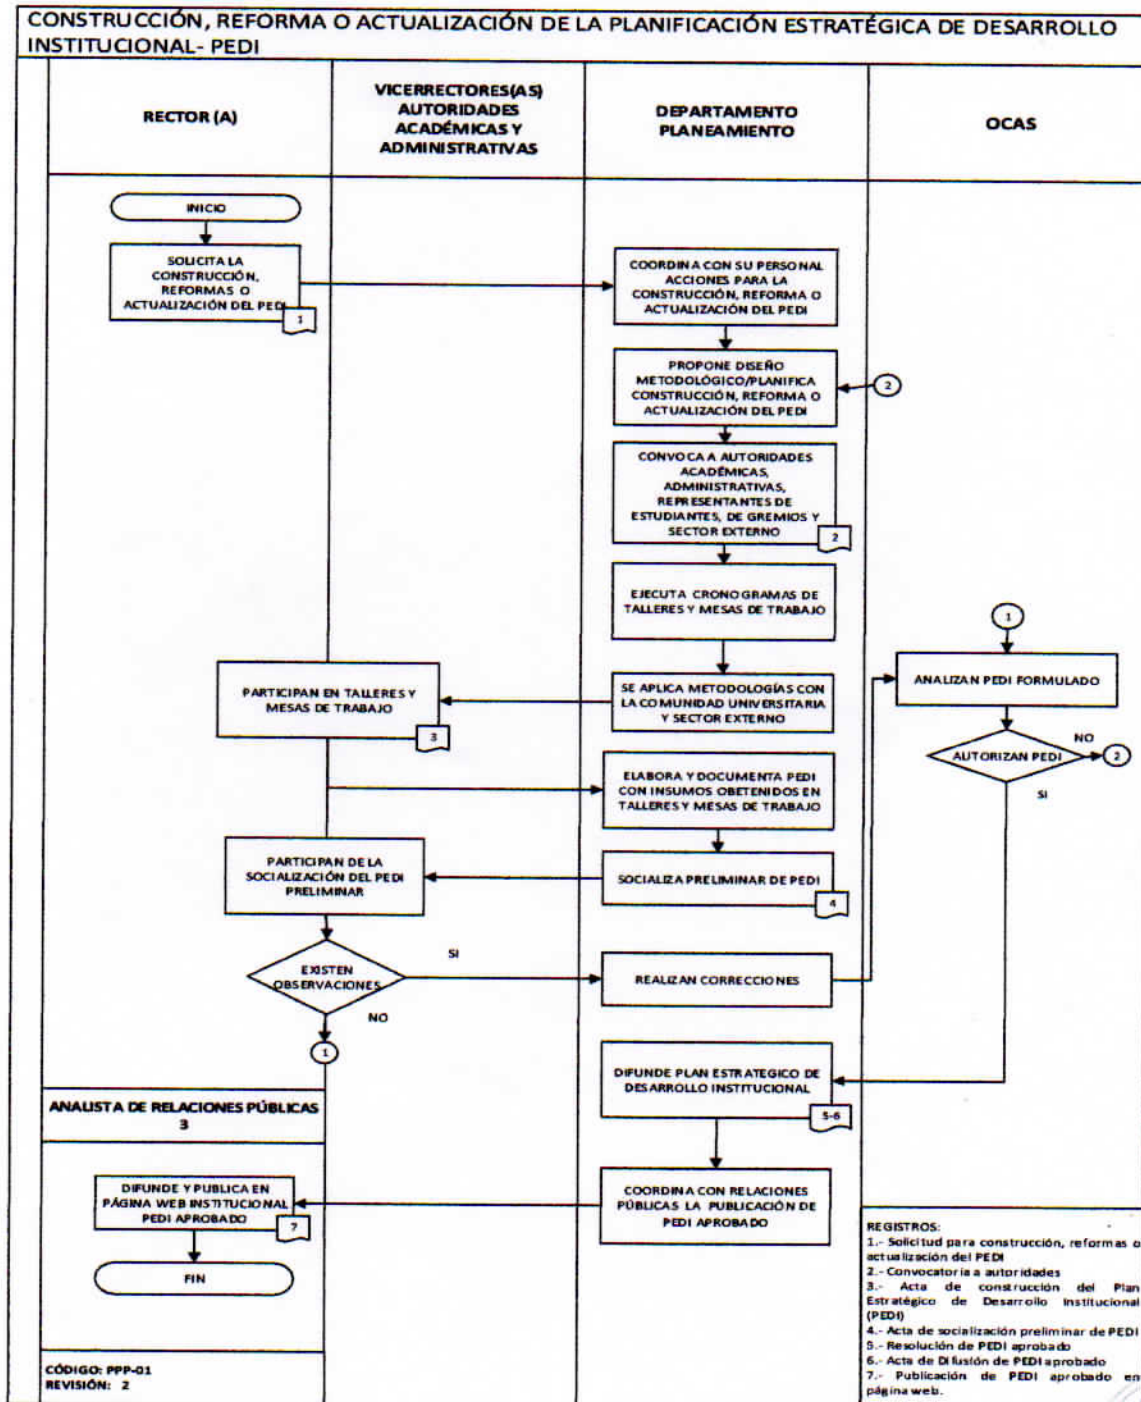 CONSTRUCCIÓN, REFORMA O ACTUALIZACIÓN DE LA PLANIFICACIÓN ESTRATÉGICA DE DESARROLLO
INSTITUCIONAL- PEDI
RECTOR (A)
VICERRECTORES(AS)
AUTORIDADES
ACADÉMICAS Y
ADMINISTRATIVAS
DEPARTAMENTO
PLANEAMIENTO
OCAS
INICIO
SOLICITA LA
CONSTRUCCIÓN,
REFORMAS O
ACTUALIZACIÓN DEL PEDI
1
COORDINA CON SU PERSONAL
ACCIONES PARA LA
CONSTRUCCIÓN, REFORMA O
ACTUALIZACIÓN DEL PEDI
PROPONE DISEÑO
METODOLÓGICO/PLANIFICA
CONSTRUCCIÓN, REFORMA O
ACTUALIZACIÓN DEL PEDI
2
CONVOCA A AUTORIDADES
ACADÉMICAS,
ADMINISTRATIVAS,
REPRESENTANTES DE
ESTUDIANTES, DE GREMIOS Y
SECTOR EXTERNO
2
EJECUTA CRONOGRAMAS DE
TALLERES Y MESAS DE TRABAJO
1
SE APLICA METODOLOGÍAS CON
LA COMUNIDAD UNIVERSITARIA
Y SECTOR EXTERNO
PARTICIPAN EN TALLERES Y
MESAS DE TRABAJO
3
ANALIZAN PEDI FORMULADO
AUTORIZAN PEDI
NO
2
SI
ELABORA Y DOCUMENTA PEDI
CON INSUMOS OBETENIDOS EN
TALLERES Y MESAS DE TRABAJO
SOCIALIZA PRELIMINAR DE PEDI
4
PARTICIPAN DE LA
SOCIALIZACIÓN DEL PEDI
PRELIMINAR
EXISTEN
OBSERVACIONES
SI
NO
1
REALIZAN CORRECCIONES
DIFUNDE PLAN ESTRATEGICO DE
DESARROLLO INSTITUCIONAL
5-6
ANALISTA DE RELACIONES PÚBLICAS
3
COORDINA CON RELACIONES
PÚBLICAS LA PUBLICACIÓN DE
PEDI APROBADO
DIFUNDE Y PUBLICA EN
PÁGINA WEB INSTITUCIONAL
PEDI APROBADO
7
FIN
CÓDIGO: PPP-01
REVISIÓN: 2
REGISTROS:
1.- Solicitud para construcción, reformas o
actualización del PEDI
2.- Convocatoria a autoridades
3.- Acta de construcción del Plan
Estratégico de Desarrollo Institucional
(PEDI)
4.- Acta de socialización preliminar de PEDI
5.- Resolución de PEDI aprobado
6.- Acta de Difusión de PEDI aprobado
7.- Publicación de PEDI aprobado en
página web.